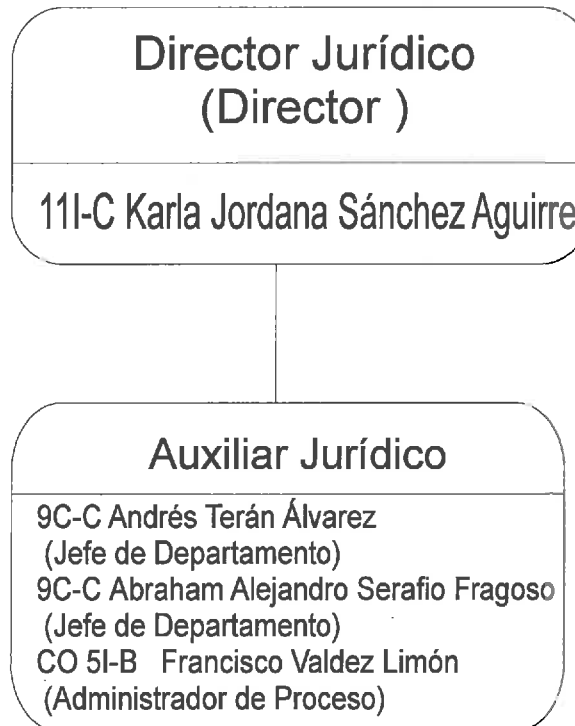 Director Jurídico
(Director )
11I-C Karla Jordana Sánchez Aguirre
Auxiliar Jurídico
9C-C Andrés Terán Álvarez
(Jefe de Departamento)
9C-C Abraham Alejandro Serafio Fragoso
(Jefe de Departamento)
CO 5I-B Francisco Valdez Limón
(Administrador de Proceso)